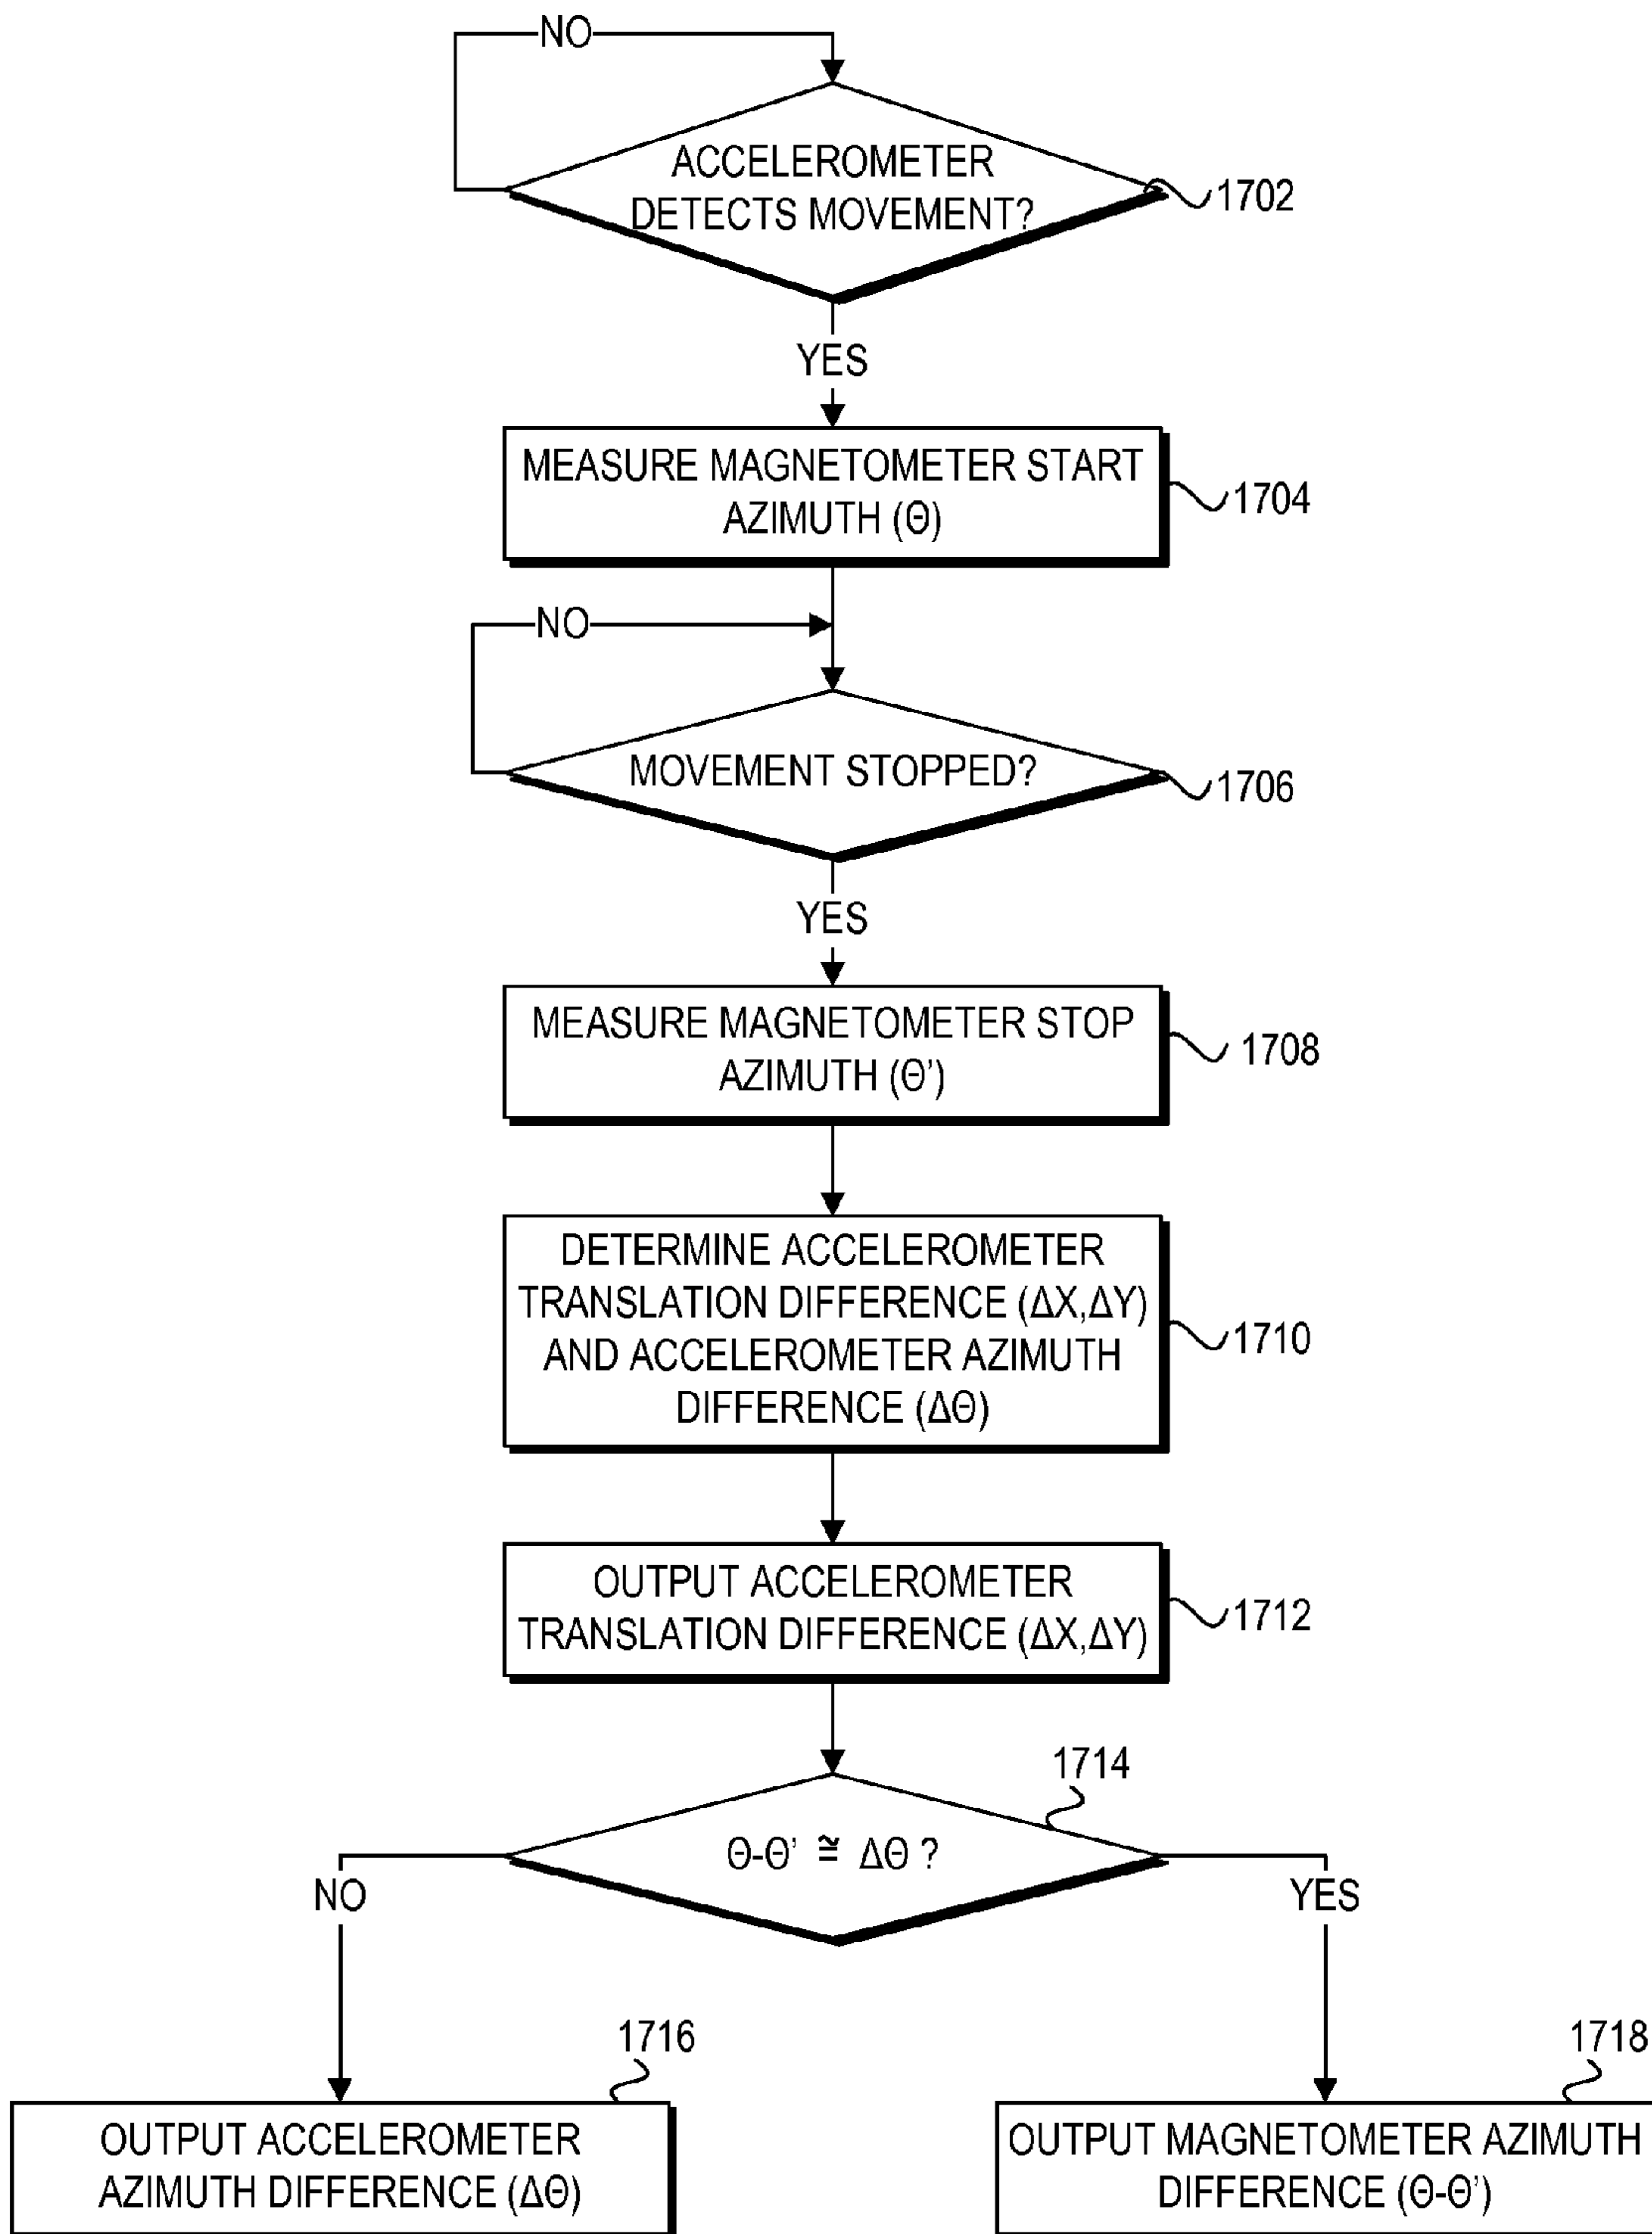 NO
ACCELEROMETER
DETECTS MOVEMENT?
1702
YES
MEASURE MAGNETOMETER START
AZIMUTH (Θ)
1704
NO
MOVEMENT STOPPED?
1706
YES
MEASURE MAGNETOMETER STOP
AZIMUTH (Θ')
1708
DETERMINE ACCELEROMETER
TRANSLATION DIFFERENCE (ΔX,ΔY)
AND ACCELEROMETER AZIMUTH
DIFFERENCE (ΔΘ)
1710
OUTPUT ACCELEROMETER
TRANSLATION DIFFERENCE (ΔX,ΔY)
1712
1714
Θ-Θ' ≅ ΔΘ ?
NO
YES
1716
OUTPUT ACCELEROMETER
AZIMUTH DIFFERENCE (ΔΘ)
1718
OUTPUT MAGNETOMETER AZIMUTH
DIFFERENCE (Θ-Θ')